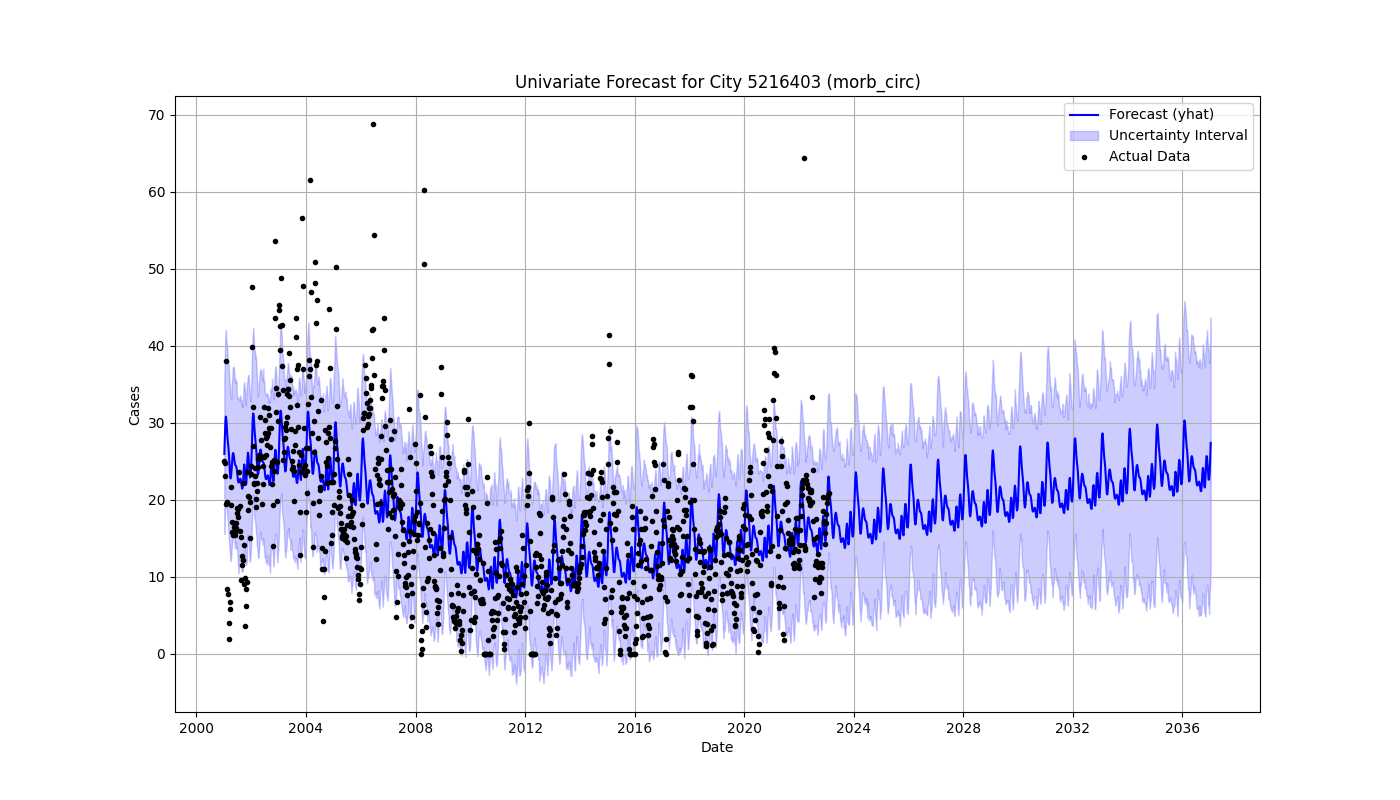 Univariate Forecast for City 5216403 (morb_circ)
Forecast (yhat)
Uncertainty Interval
Actual Data
Cases
70
60
50
40
30
20
10
0
2000 2004 2008 2012 2016 2020 2024 2028 2032 2036
Date